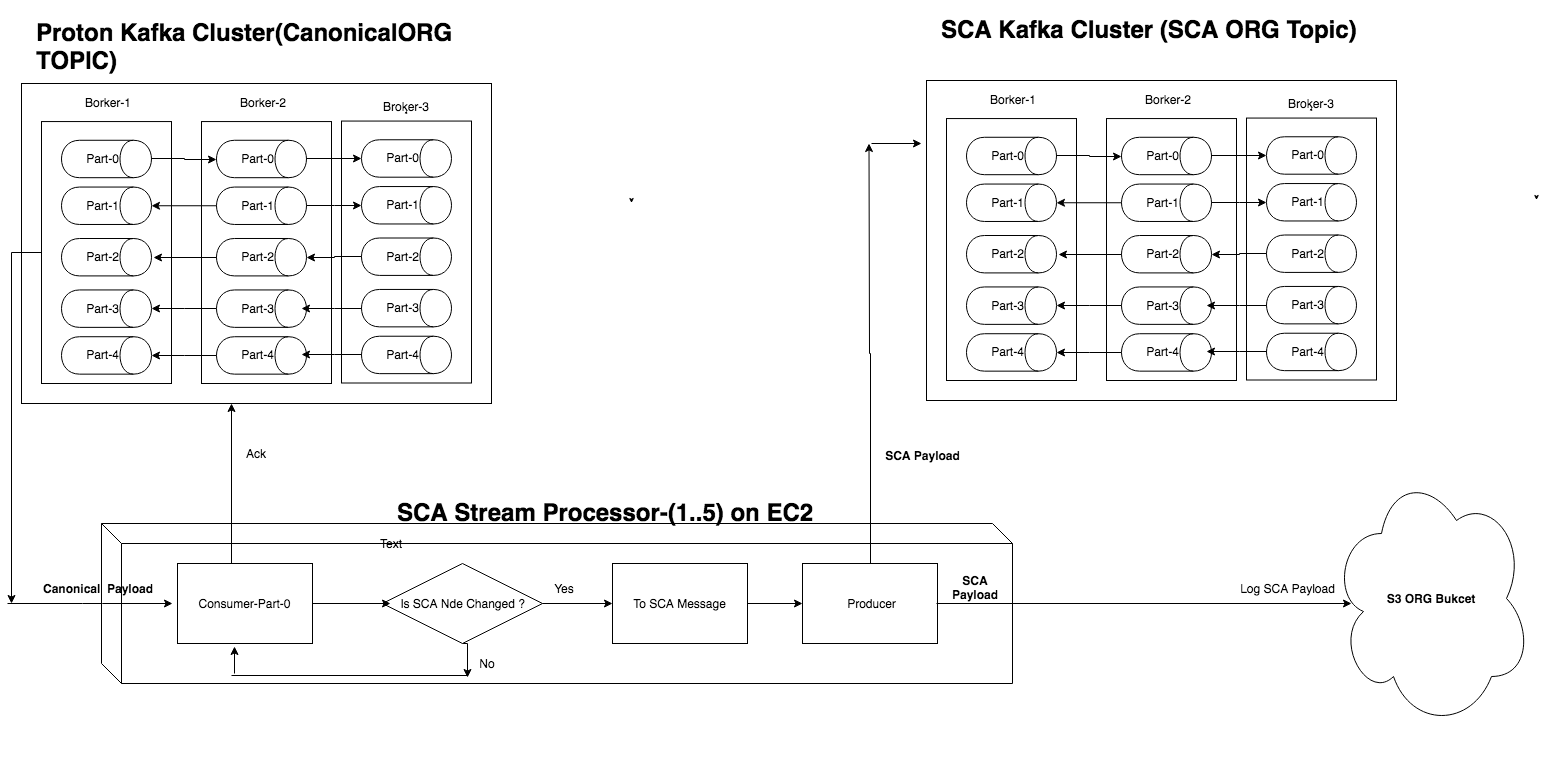 Proton Kafka Cluster(CanonicalORG
TOPIC)
SCA Kafka Cluster (SCA ORG Topic)
Borker-1
Borker-2
Broker-3
Part-0
Part-0
Part-0
Part-1
Part-1
Part-1
Part-2
Part-2
Part-2
Part-3
Part-3
Part-3
Part-4
Part-4
Part-4
Borker-1
Borker-2
Broker-3
Part-0
Part-0
Part-0
Part-1
Part-1
Part-1
Part-2
Part-2
Part-2
Part-3
Part-3
Part-3
Part-4
Part-4
Part-4
Ack
SCA Payload
SCA Stream Processor-(1..5) on EC2
Text
Canonical Payload
Consumer-Part-0
Is SCA Nde Changed ?
Yes
No
To SCA Message
Producer
SCA
Payload
Log SCA Payload
S3 ORG Bukcet